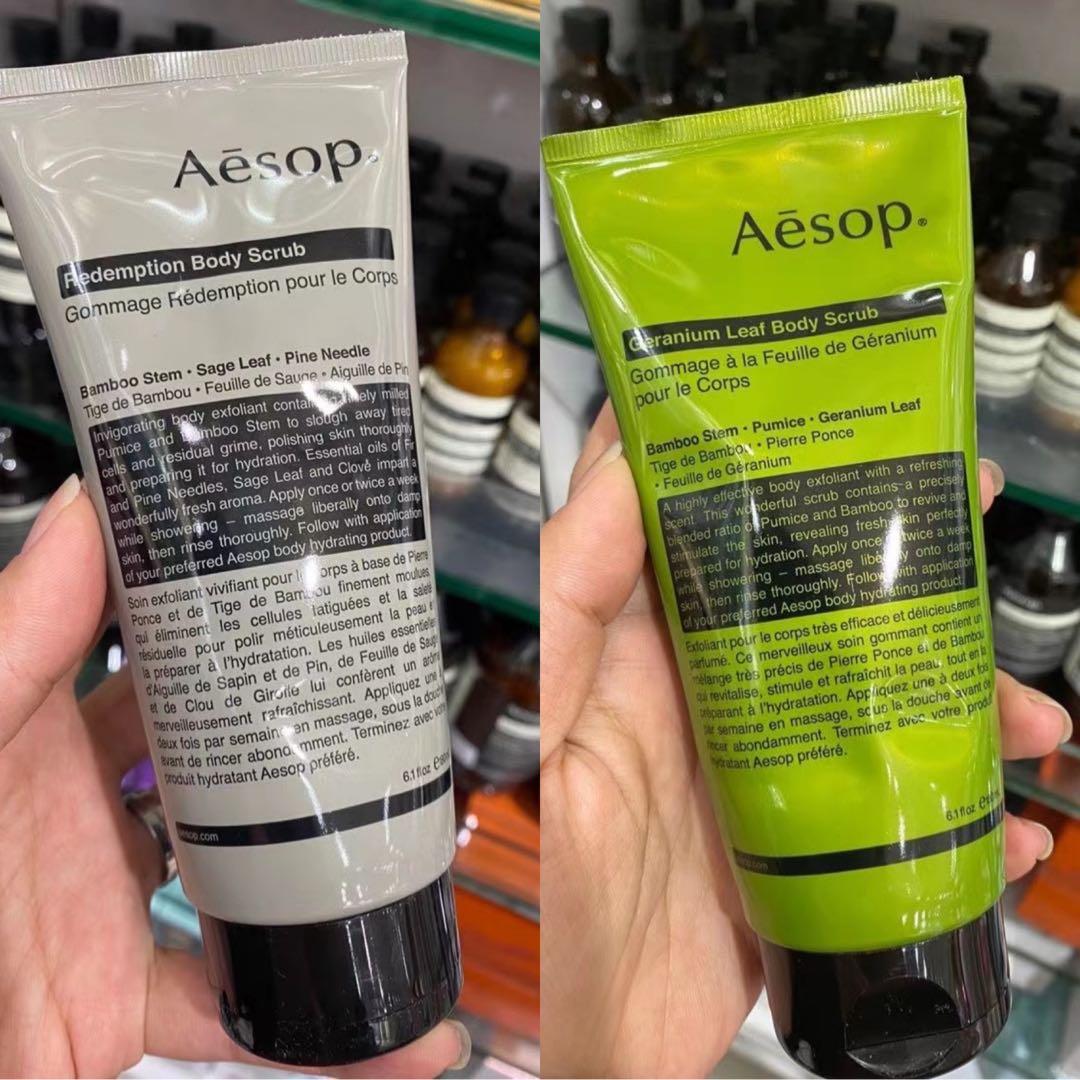 Aēsop®
Redemption Body Scrub
Gommage Rédemption pour le Corps
Bamboo Stem • Sage Leaf • Pine Needle
Tige de Bambou • Feuille de Sauge • Aiguille de Pin
Invigorating body exfoliant containing finely milled
Pumice and Bamboo Stem to slough away tired
cells and residual grime, polishing skin thoroughly
and preparing it for hydration. Essential oils of Fir
and Pine Needles, Sage Leaf and Clove impart a
wonderfully fresh aroma. Apply once or twice a week
while showering – massage liberally onto damp
skin, then rinse thoroughly. Follow with application
of your preferred Aesop body hydrating product.
Soin exfoliant vivifiant pour le corps à base de Pierre
Ponce et de Tige de Bambou finement moulues,
qui éliminent les cellules fatiguées et la saleté
résiduelle pour polir méticuleusement la peau et
la préparer à l'hydratation. Les huiles essentielles
d'Aiguille de Sapin et de Pin, de Feuille de Sauge
et de Clou de Girofle lui confèrent un arôme
merveilleusement rafraîchissant. Appliquez une à
deux fois par semaine en massage, sous la douche
avant de rincer abondamment. Terminez avec votre
produit hydratant Aesop préféré.
6.1 fl oz
aesop.com
Aēsop®
Geranium Leaf Body Scrub
Gommage à la Feuille de Géranium
pour le Corps
Bamboo Stem • Pumice • Geranium Leaf
Tige de Bambou • Pierre Ponce
• Feuille de Géranium
A highly effective body exfoliant with a refreshing
scent. This wonderful scrub contains a precisely
blended ratio of Pumice and Bamboo to revive and
stimulate the skin, revealing fresh skin perfectly
prepared for hydration. Apply once or twice a week
while showering – massage liberally onto damp
skin, then rinse thoroughly. Follow with application
of your preferred Aesop body hydrating product.
Exfoliant pour le corps très efficace et délicieusement
parfumé. Ce merveilleux soin gommant contient un
mélange très précis de Pierre Ponce et de Bambou
qui revitalise, stimule et rafraîchit la peau, tout en la
préparant à l'hydratation. Appliquez une à deux fois
par semaine en massage, sous la douche avant de
rincer abondamment. Terminez avec votre produit
hydratant Aesop préféré.
6.1 fl oz
aesop.com